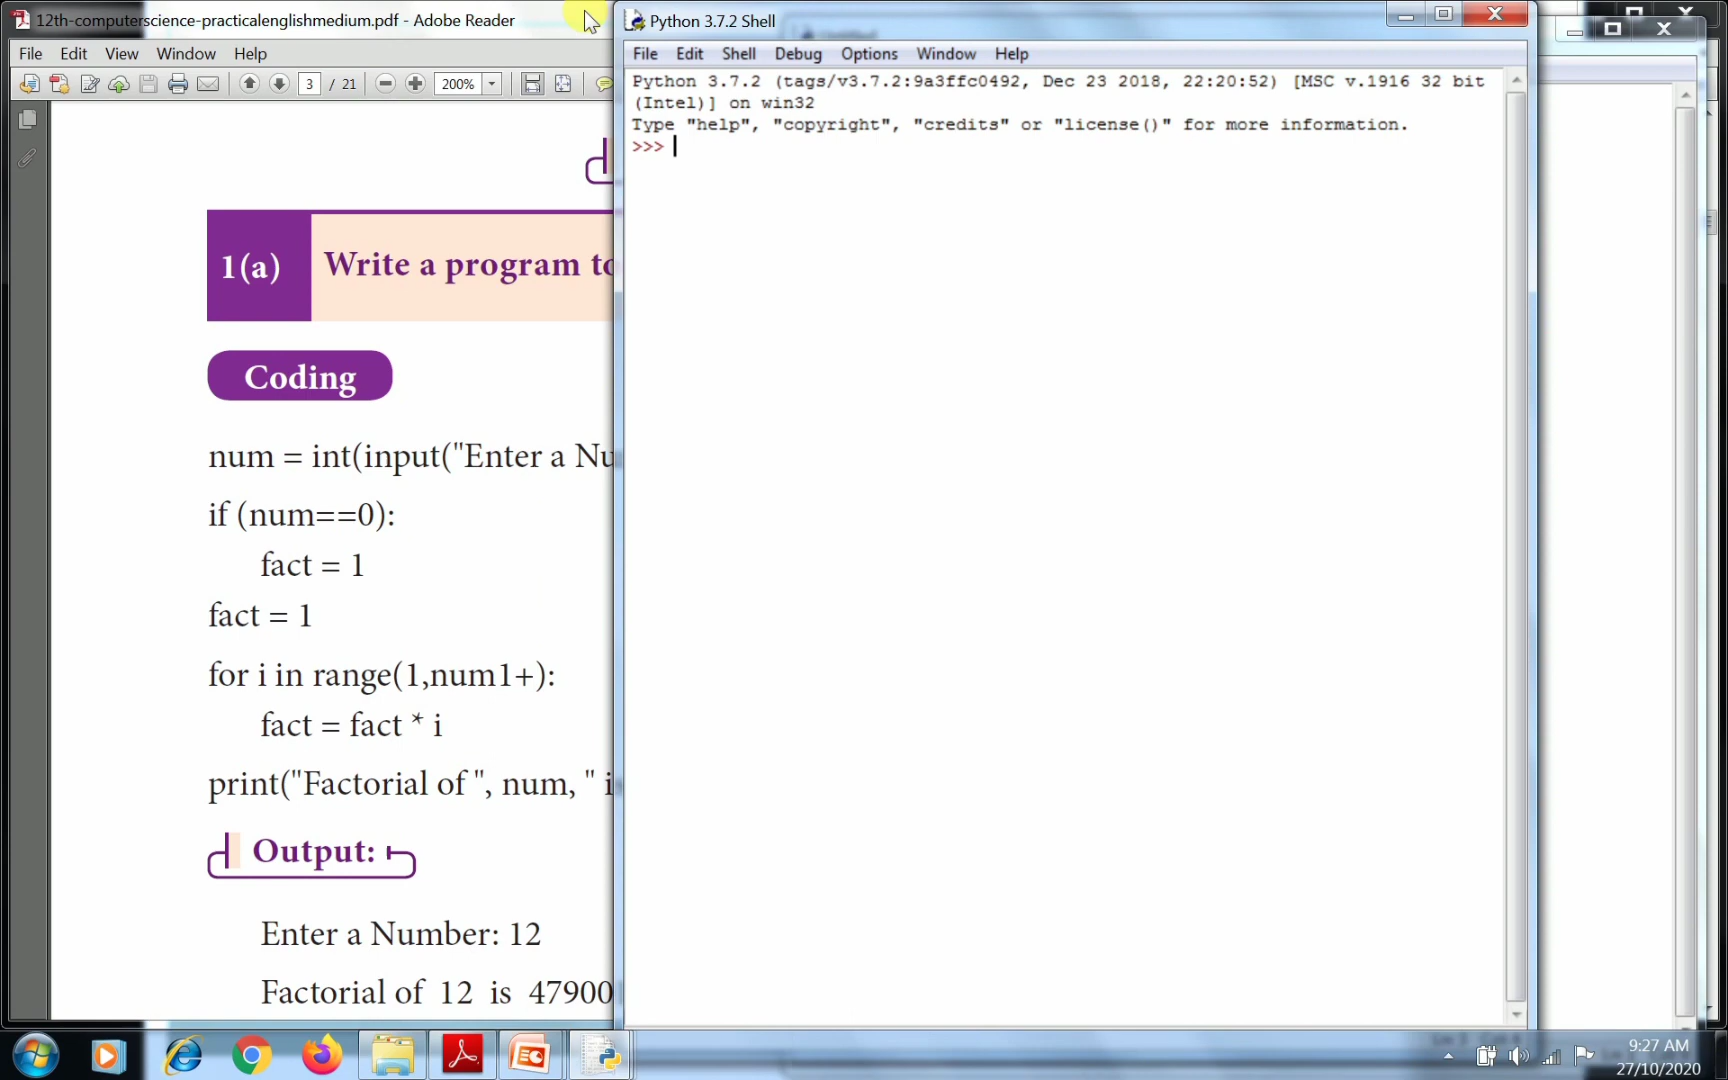 12th-computerscience-practicalenglishmedium.pdf - Adobe Reader
File Edit View Window Help
3 / 21 200%
1(a) Write a program to
Coding
num = int(input("Enter a Nu
if (num==0):
fact = 1
fact = 1
for i in range(1,num1+):
fact = fact * i
print("Factorial of ", num, " i
Output:
Enter a Number: 12
Factorial of 12 is 47900
Python 3.7.2 Shell
File Edit Shell Debug Options Window Help
Python 3.7.2 (tags/v3.7.2:9a3ffc0492, Dec 23 2018, 22:20:52) [MSC v.1916 32 bit
(Intel)] on win32
Type "help", "copyright", "credits" or "license()" for more information.
>>>
9:27 AM
27/10/2020